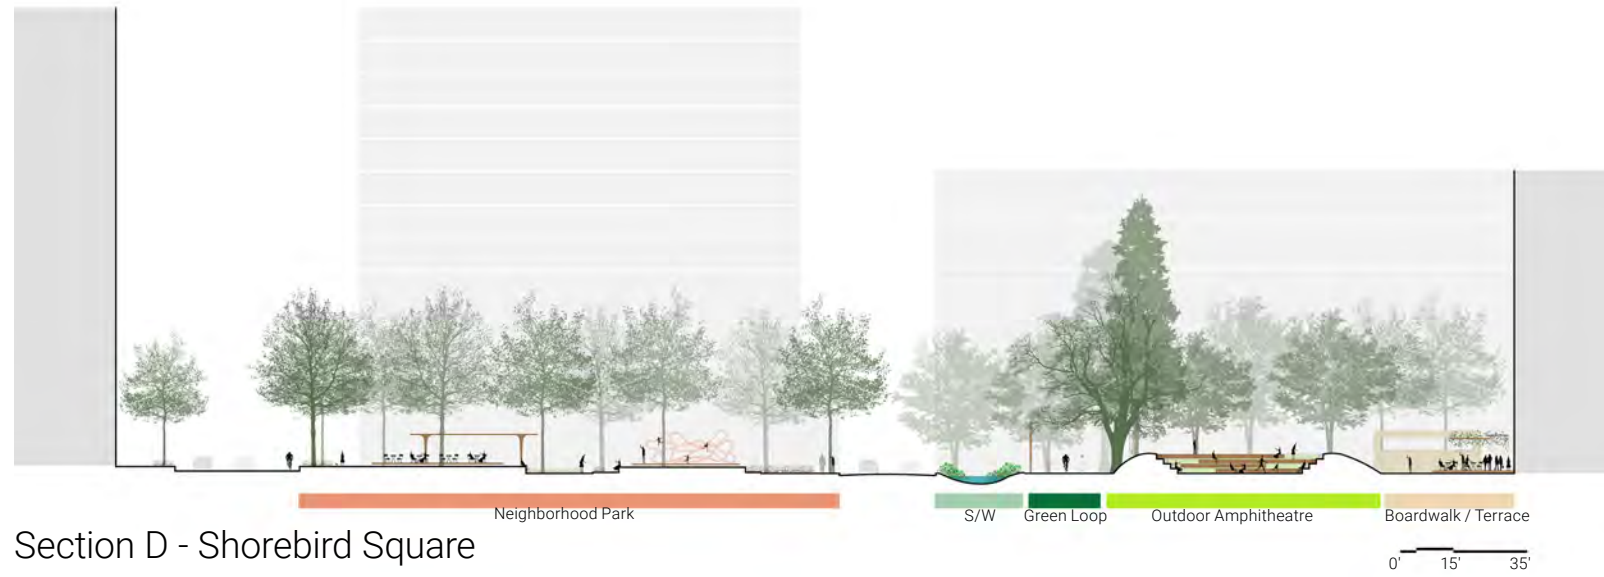 Neighborhood Park
S/W
Green Loop
Outdoor Amphitheatre
Boardwalk / Terrace
Section D - Shorebird Square
0' 15' 35'